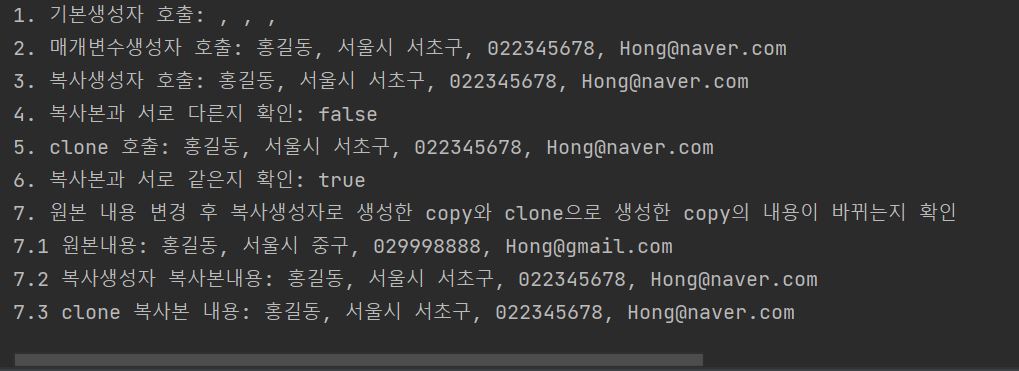 1. 기본생성자 호출: , , ,
2. 매개변수생성자 호출: 홍길동, 서울시 서초구, 022345678, Hong@naver.com
3. 복사생성자 호출: 홍길동, 서울시 서초구, 022345678, Hong@naver.com
4. 복사본과 서로 다른지 확인: false
5. clone 호출: 홍길동, 서울시 서초구, 022345678, Hong@naver.com
6. 복사본과 서로 같은지 확인: true
7. 원본 내용 변경 후 복사생성자로 생성한 copy와 clone으로 생성한 copy의 내용이 바뀌는지 확인
7.1 원본내용: 홍길동, 서울시 중구, 029998888, Hong@gmail.com
7.2 복사생성자 복사본내용: 홍길동, 서울시 서초구, 022345678, Hong@naver.com
7.3 clone 복사본 내용: 홍길동, 서울시 서초구, 022345678, Hong@naver.com